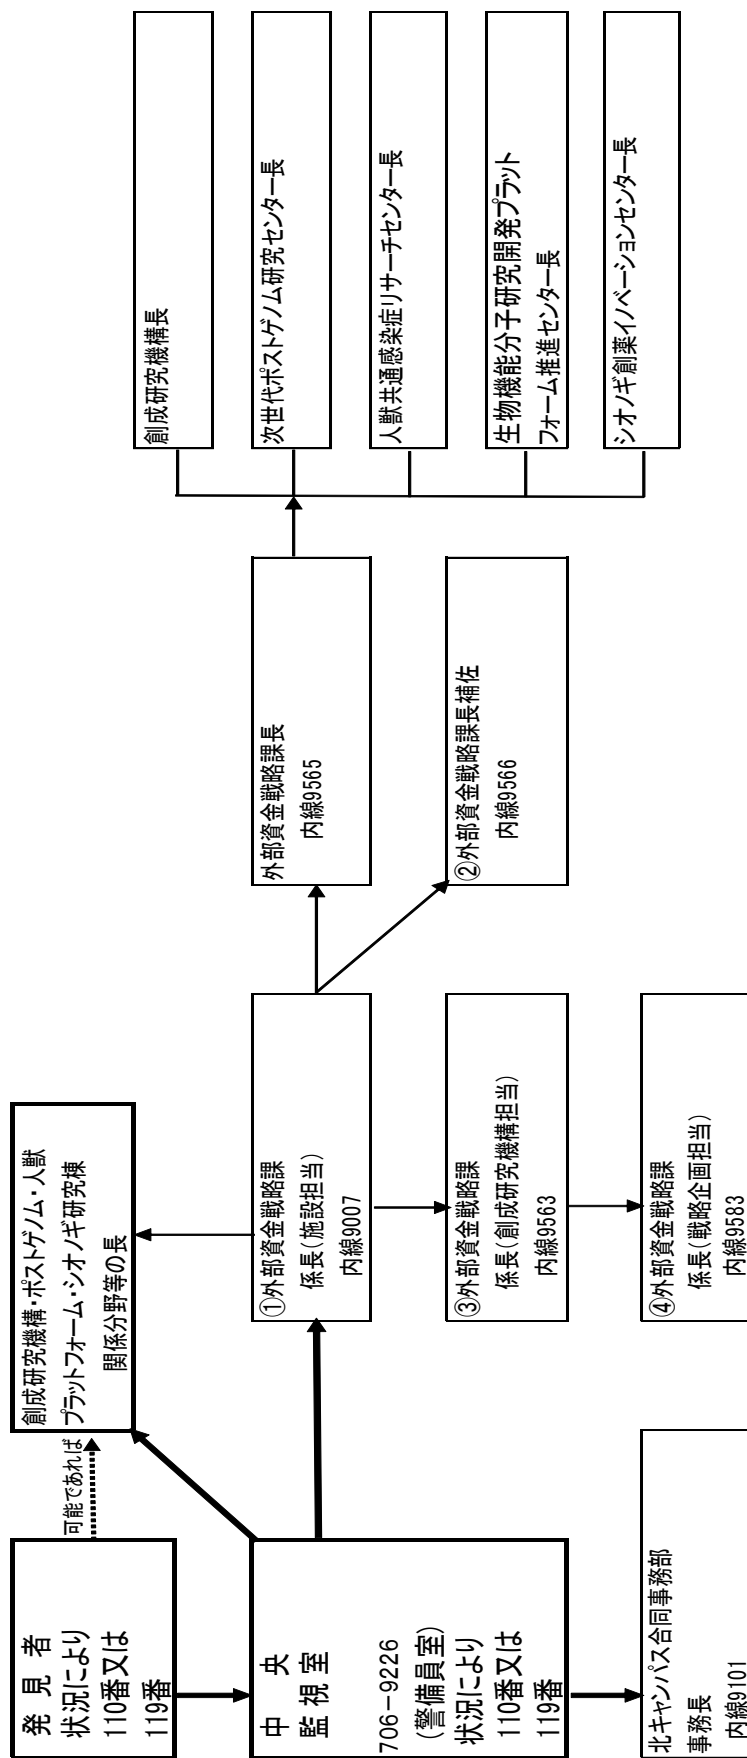 発見者
状況により
110番又は
119番
可能であれば
創成研究機構・ポストゲノム・人獣
プラットフォーム・シオノギ研究棟
関係分野等の長
中央
監視室
706-9226
(警備員室)
状況により
110番又は
119番
北キャンパス合同事務部
事務長
内線9101
①外部資金戦略課
係長(施設担当)
内線9007
③外部資金戦略課
係長(創成研究機構担当)
内線9563
④外部資金戦略課
係長(戦略企画担当)
内線9583
外部資金戦略課長
内線9565
②外部資金戦略課長補佐
内線9566
創成研究機構長
次世代ポストゲノム研究センター長
人獣共通感染症リサーチセンター長
生物機能分子研究開発プラット
フォーム推進センター長
シオノギ創薬イノベーションセンター長